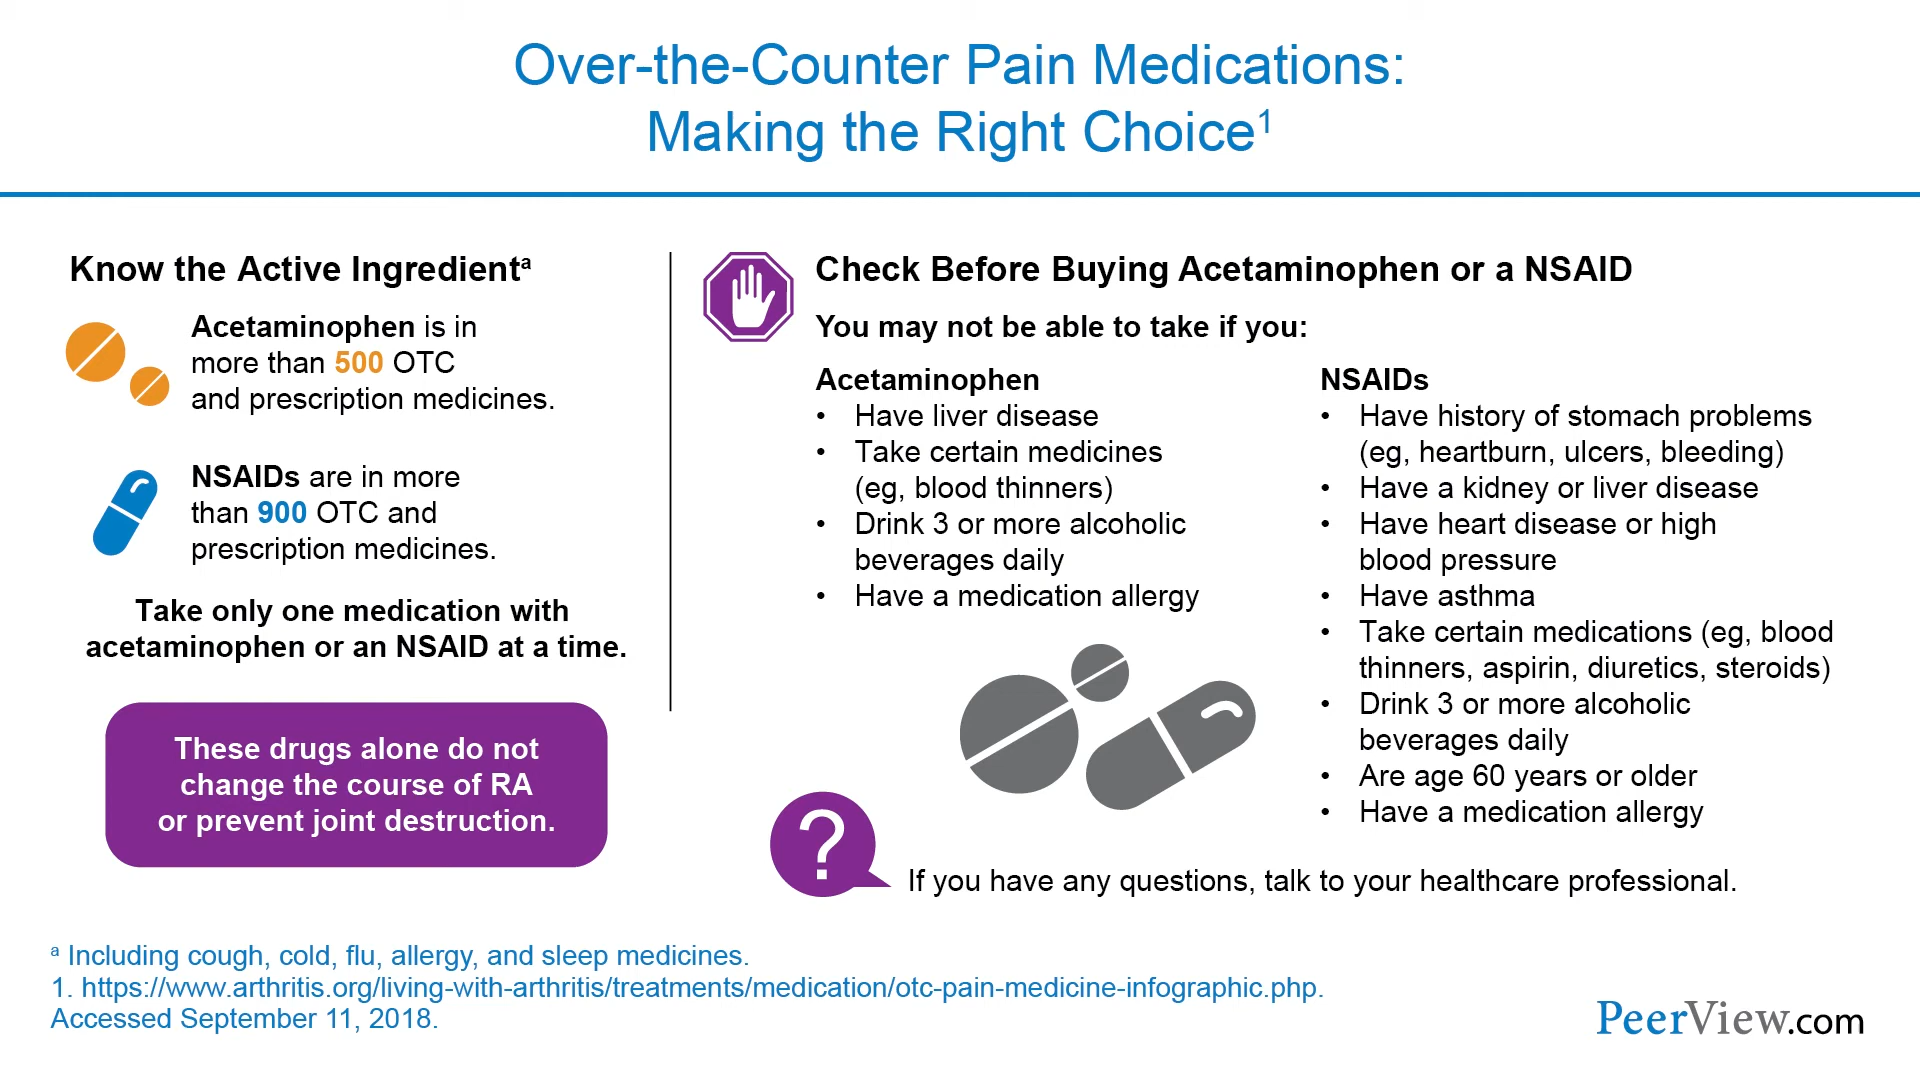 Over-the-Counter Pain Medications:
Making the Right Choice¹
Know the Active Ingredientᵃ
Acetaminophen is in
more than 500 OTC
and prescription medicines.
NSAIDs are in more
than 900 OTC and
prescription medicines.
Take only one medication with
acetaminophen or an NSAID at a time.
These drugs alone do not
change the course of RA
or prevent joint destruction.
Check Before Buying Acetaminophen or a NSAID
You may not be able to take if you:
Acetaminophen
• Have liver disease
• Take certain medicines
(eg, blood thinners)
• Drink 3 or more alcoholic
beverages daily
• Have a medication allergy
NSAIDs
• Have history of stomach problems
(eg, heartburn, ulcers, bleeding)
• Have a kidney or liver disease
• Have heart disease or high
blood pressure
• Have asthma
• Take certain medications (eg, blood
thinners, aspirin, diuretics, steroids)
• Drink 3 or more alcoholic
beverages daily
• Are age 60 years or older
• Have a medication allergy
?
If you have any questions, talk to your healthcare professional.
ᵃ Including cough, cold, flu, allergy, and sleep medicines.
1. https://www.arthritis.org/living-with-arthritis/treatments/medication/otc-pain-medicine-infographic.php.
Accessed September 11, 2018.
PeerView.com